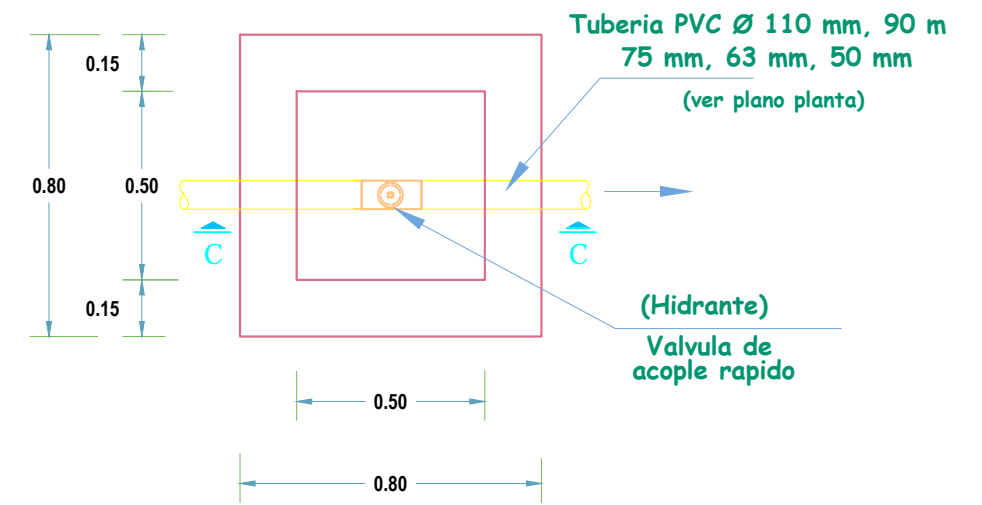 Tuberia PVC Ø 110 mm, 90 m
75 mm, 63 mm, 50 mm
(ver plano planta)
0.15
0.80
0.50
C
C
0.15
(Hidrante)
Valvula de
acople rapido
0.50
0.80